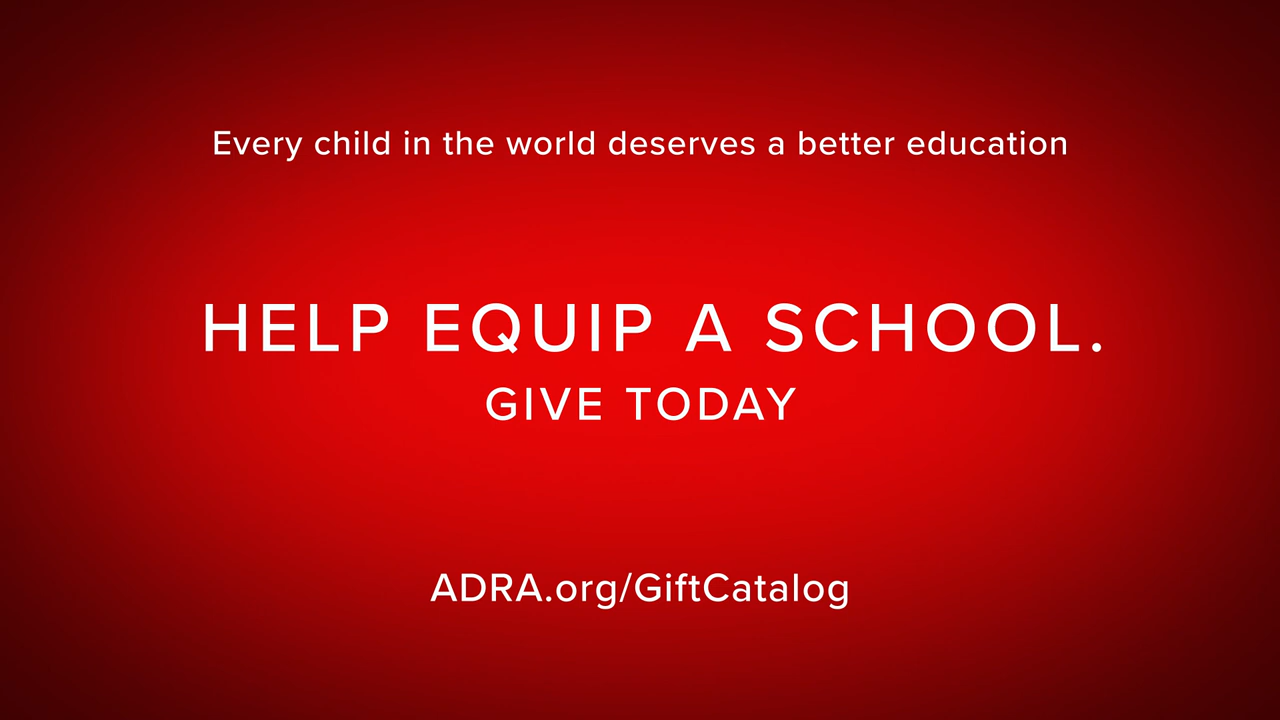 Every child in the world deserves a better education
HELP EQUIP A SCHOOL.
GIVE TODAY
ADRA.org/GiftCatalog